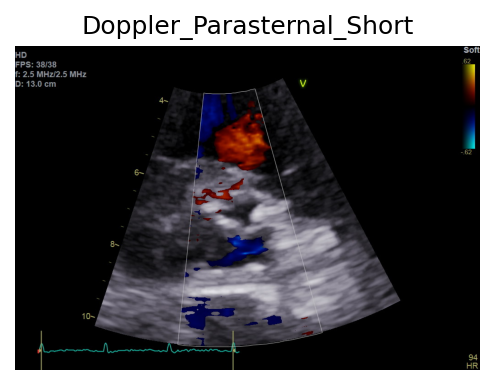 Doppler_Parasternal_Short
HD
FPS: 38/38
f: 2.5 MHz/2.5 MHz
D: 13.0 cm
Soft
.62
-.62
V
4
6
8
10
94
HR